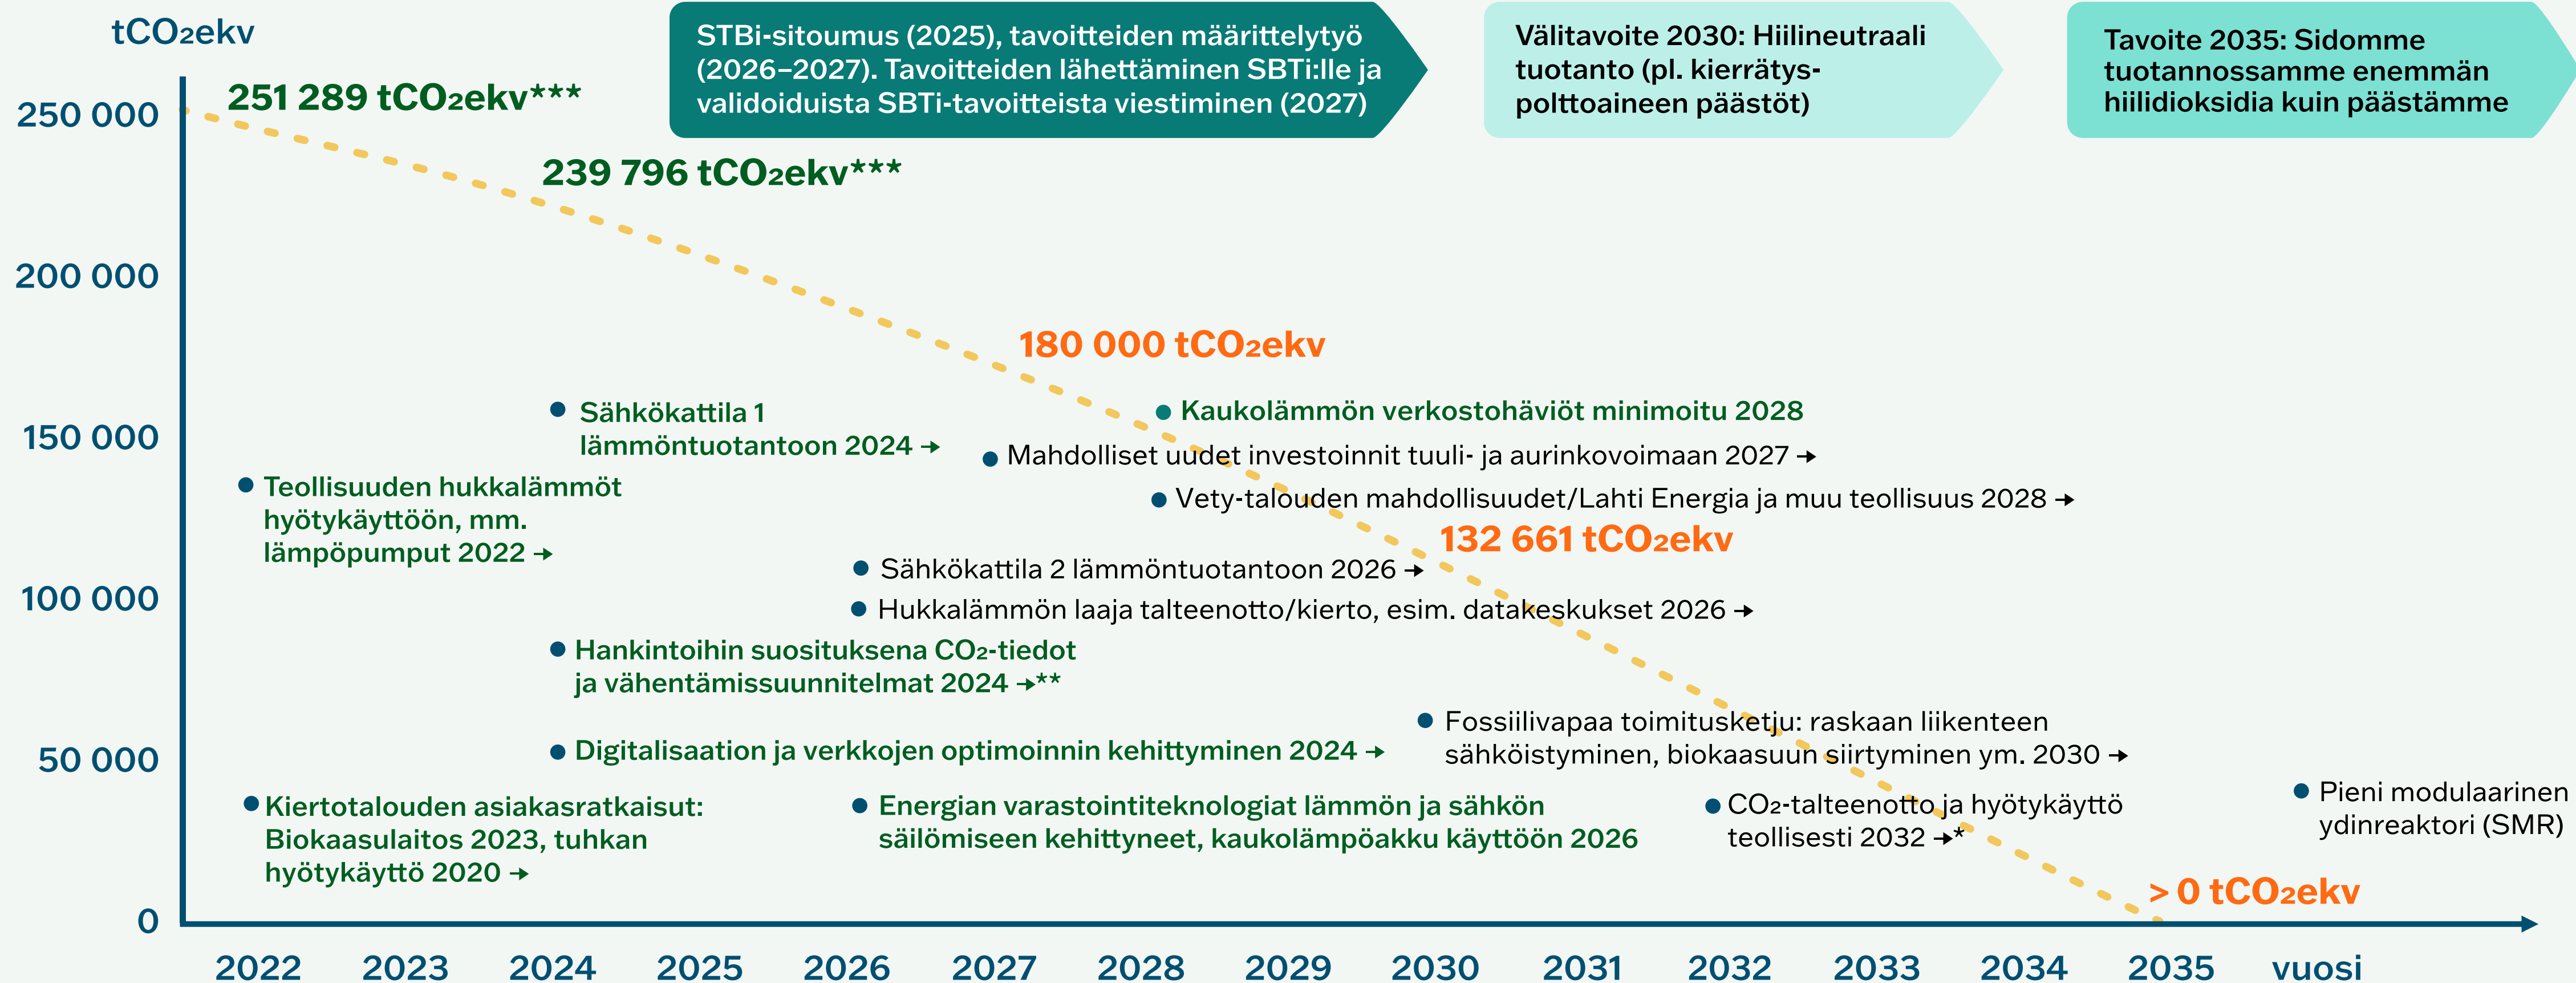 tCO₂ekv
STBi-sitoumus (2025), tavoitteiden määrittelytyö
(2026–2027). Tavoitteiden lähettäminen SBTi:lle ja
validoiduista SBTi-tavoitteista viestiminen (2027)
Välitavoite 2030: Hiilineutraali
tuotanto (pl. kierrätys-
polttoaineen päästöt)
Tavoite 2035: Sidomme
tuotannossamme enemmän
hiilidioksidia kuin päästämme
251 289 tCO₂ekv***
239 796 tCO₂ekv***
180 000 tCO₂ekv
132 661 tCO₂ekv
> 0 tCO₂ekv
250 000
200 000
150 000
100 000
50 000
0
Sähkökattila 1
lämmöntuotantoon 2024 →
Kaukolämmön verkostohäviöt minimoitu 2028
Mahdolliset uudet investoinnit tuuli- ja aurinkovoimaan 2027 →
Teollisuuden hukkalämmöt
hyötykäyttöön, mm.
lämpöpumput 2022 →
Vety-talouden mahdollisuudet/Lahti Energia ja muu teollisuus 2028 →
Sähkökattila 2 lämmöntuotantoon 2026 →
Hukkalämmön laaja talteenotto/kierto, esim. datakeskukset 2026 →
Hankintoihin suosituksena CO₂-tiedot
ja vähentämissuunnitelmat 2024 →**
Fossiilivapaa toimitusketju: raskaan liikenteen
sähköistyminen, biokaasuun siirtyminen ym. 2030 →
Digitalisaation ja verkkojen optimoinnin kehittyminen 2024 →
Kiertotalouden asiakasratkaisut:
Biokaasulaitos 2023, tuhkan
hyötykäyttö 2020 →
Energian varastointiteknologiat lämmön ja sähkön
säilömiseen kehittyneet, kaukolämpöakku käyttöön 2026
CO₂-talteenotto ja hyötykäyttö
teollisesti 2032 →*
Pieni modulaarinen
ydinreaktori (SMR)
2022 2023 2024 2025 2026 2027 2028 2029 2030 2031 2032 2033 2034 2035 vuosi